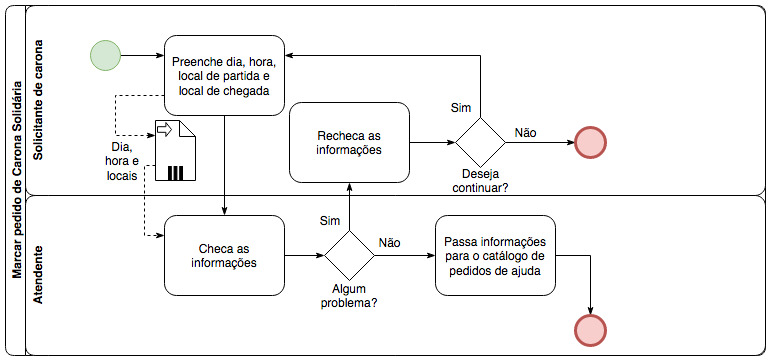 Marcar pedido de Carona Solidária
Solicitante de carona
Preenche dia, hora,
local de partida e
local de chegada
Dia,
hora e
locais
Recheca as
informações
Sim
Não
Deseja
continuar?
Atendente
Checa as
informações
Sim
Não
Algum
problema?
Passa informações
para o catálogo de
pedidos de ajuda